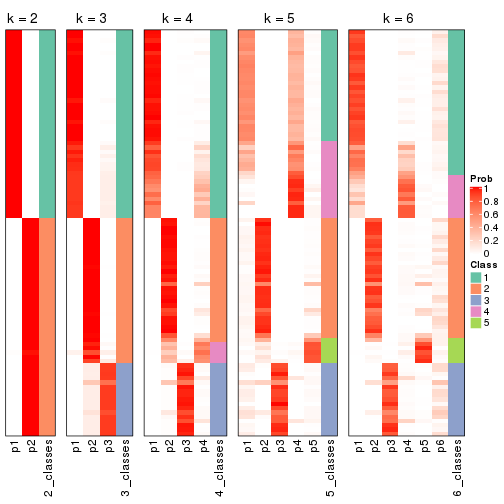 k = 2 k = 3 k = 4 k = 5 k = 6
Prob
1
0.8
0.6
0.4
0.2
0
Class
1
2
3
4
5
p1 p2 2_classes p1 p2 p3 3_classes p1 p2 p3 p4 4_classes p1 p2 p3 p4 p5 5_classes p1 p2 p3 p4 p5 p6 6_classes